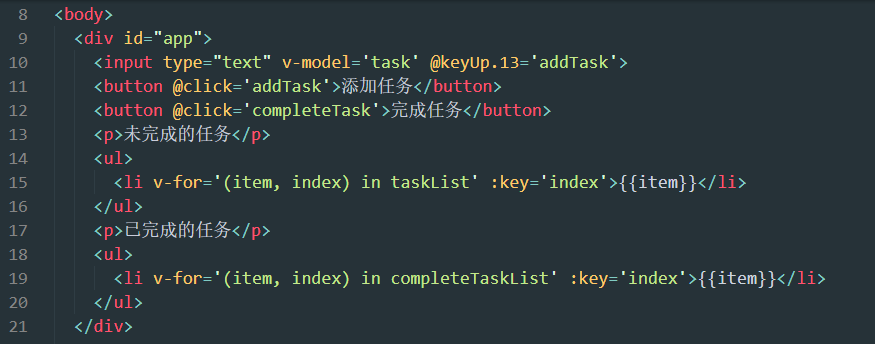 8 <body>
9 <div id="app">
10 <input type="text" v-model='task' @keyUp.13='addTask'>
11 <button @click='addTask'>添加任务</button>
12 <button @click='completeTask'>完成任务</button>
13 <p>未完成的任务</p>
14 <ul>
15 <li v-for='(item, index) in taskList' :key='index'>{{item}}</li>
16 </ul>
17 <p>已完成的任务</p>
18 <ul>
19 <li v-for='(item, index) in completeTaskList' :key='index'>{{item}}</li>
20 </ul>
21 </div>